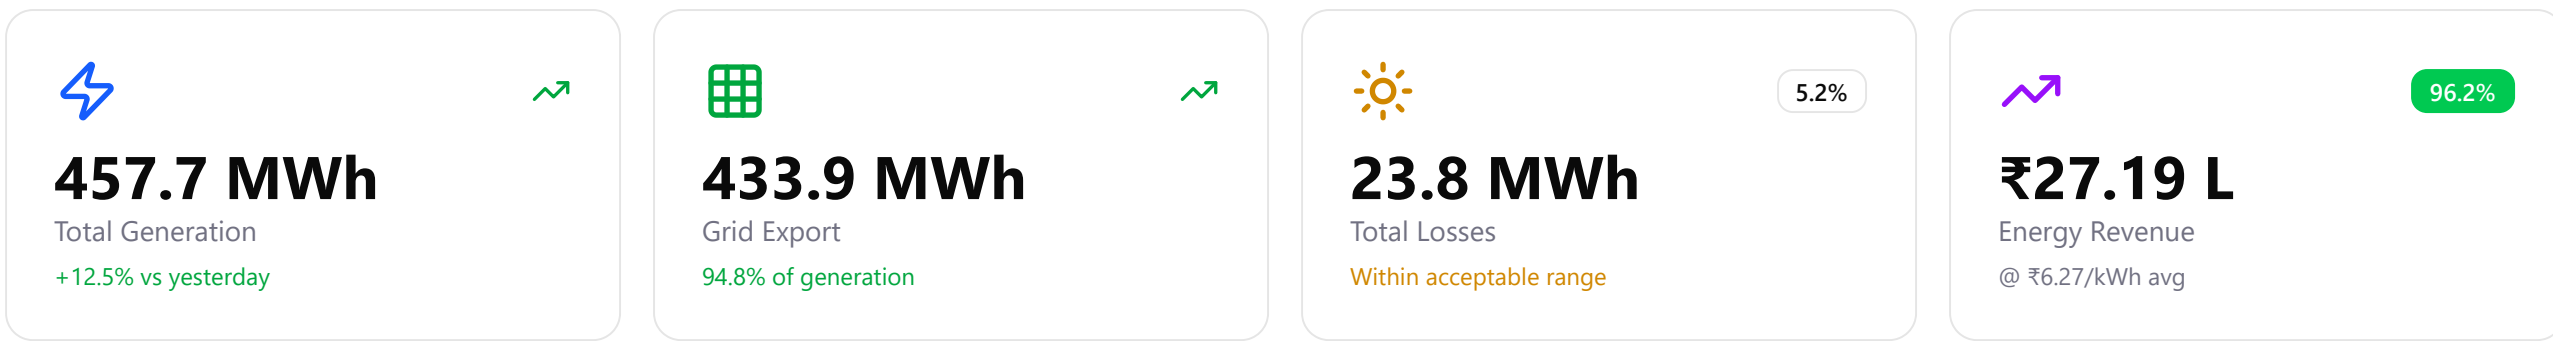 457.7 MWh
Total Generation
+12.5% vs yesterday
433.9 MWh
Grid Export
94.8% of generation
5.2%
23.8 MWh
Total Losses
Within acceptable range
96.2%
₹27.19 L
Energy Revenue
@ ₹6.27/kWh avg